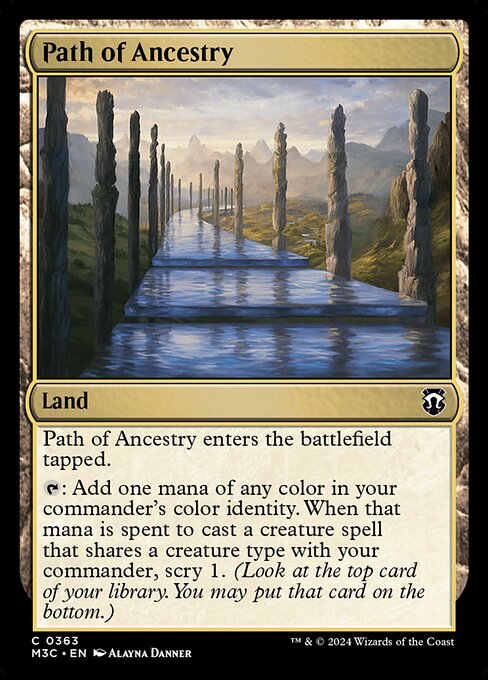 Path of Ancestry
Land
Path of Ancestry enters the battlefield
tapped.
: Add one mana of any color in your
commander's color identity. When that
mana is spent to cast a creature spell
that shares a creature type with your
commander, scry 1. (Look at the top card
of your library. You may put that card on the
bottom.)
C 0363
M3C • EN Alayna Danner
™ & © 2024 Wizards of the Coast